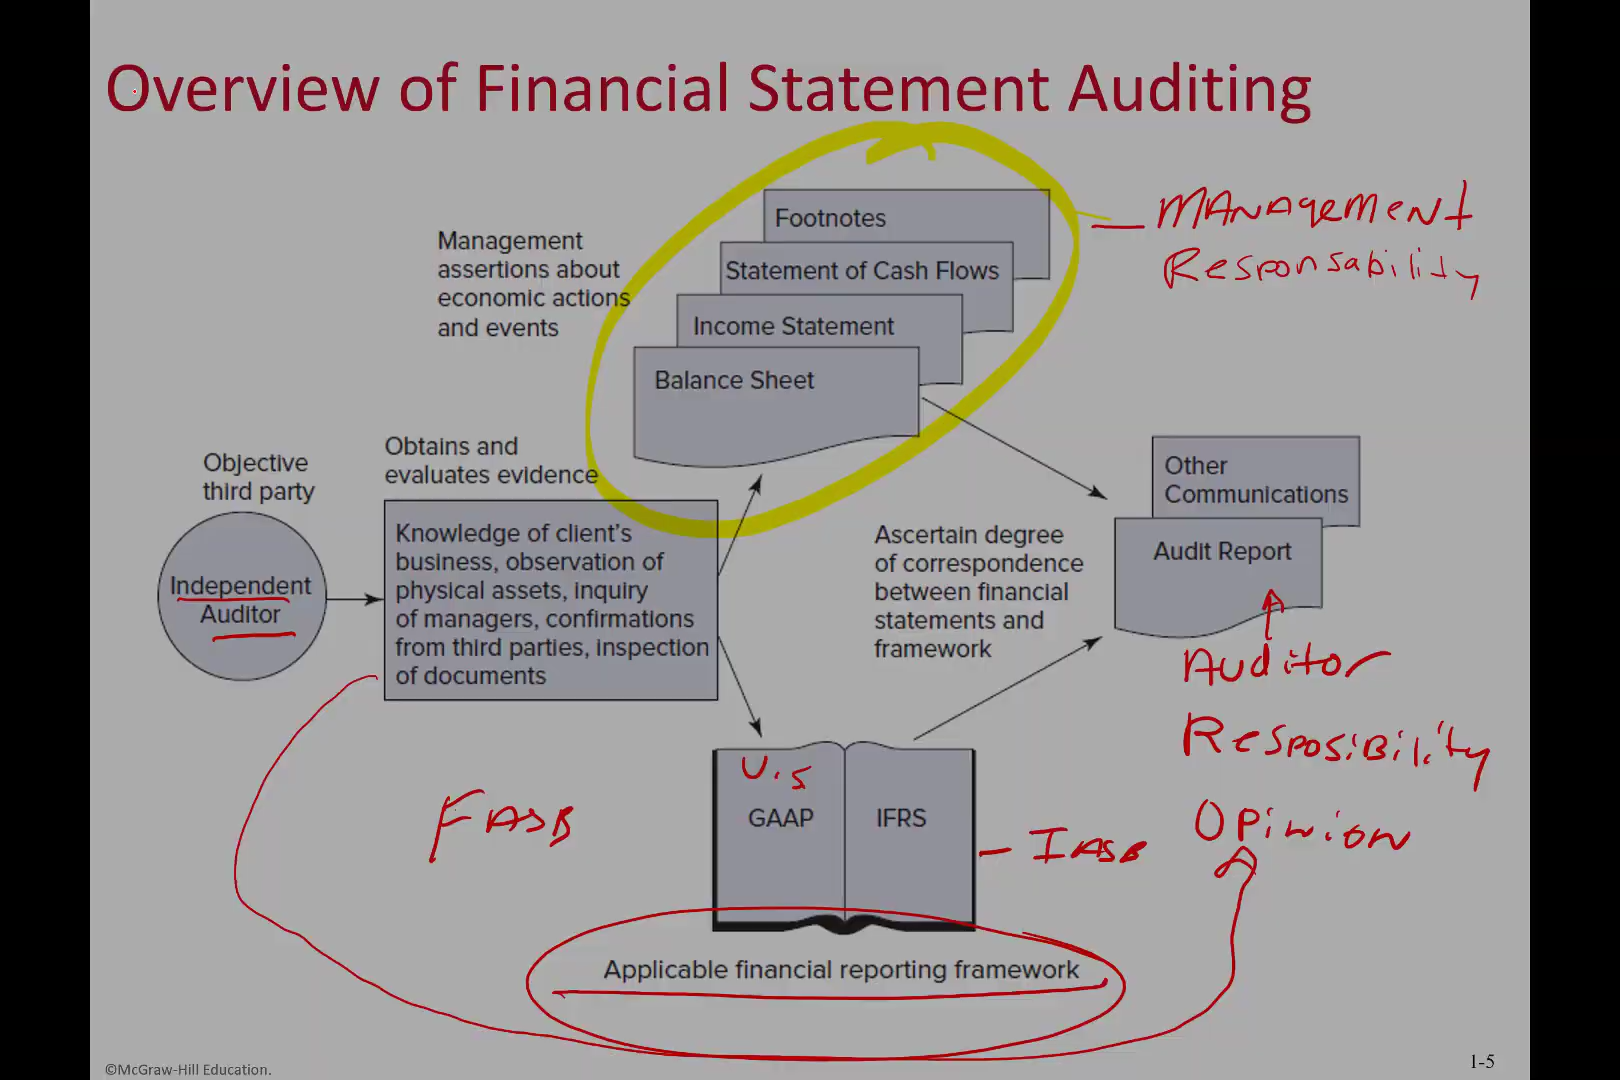 Overview of Financial Statement Auditing
Management
assertions about
economic actions
and events
Footnotes
Statement of Cash Flows
Income Statement
Balance Sheet
MANAgeMENt
Responsability
Objective
third party
Independent
Auditor
Obtains and
evaluates evidence
Knowledge of client's
business, observation of
physical assets, inquiry
of managers, confirmations
from third parties, inspection
of documents
Ascertain degree
of correspondence
between financial
statements and
framework
Other
Communications
Audit Report
Auditor
Resposibility
Opinion
FASB
U.S
GAAP
IFRS
IASB
Applicable financial reporting framework
©McGraw-Hill Education.
1-5